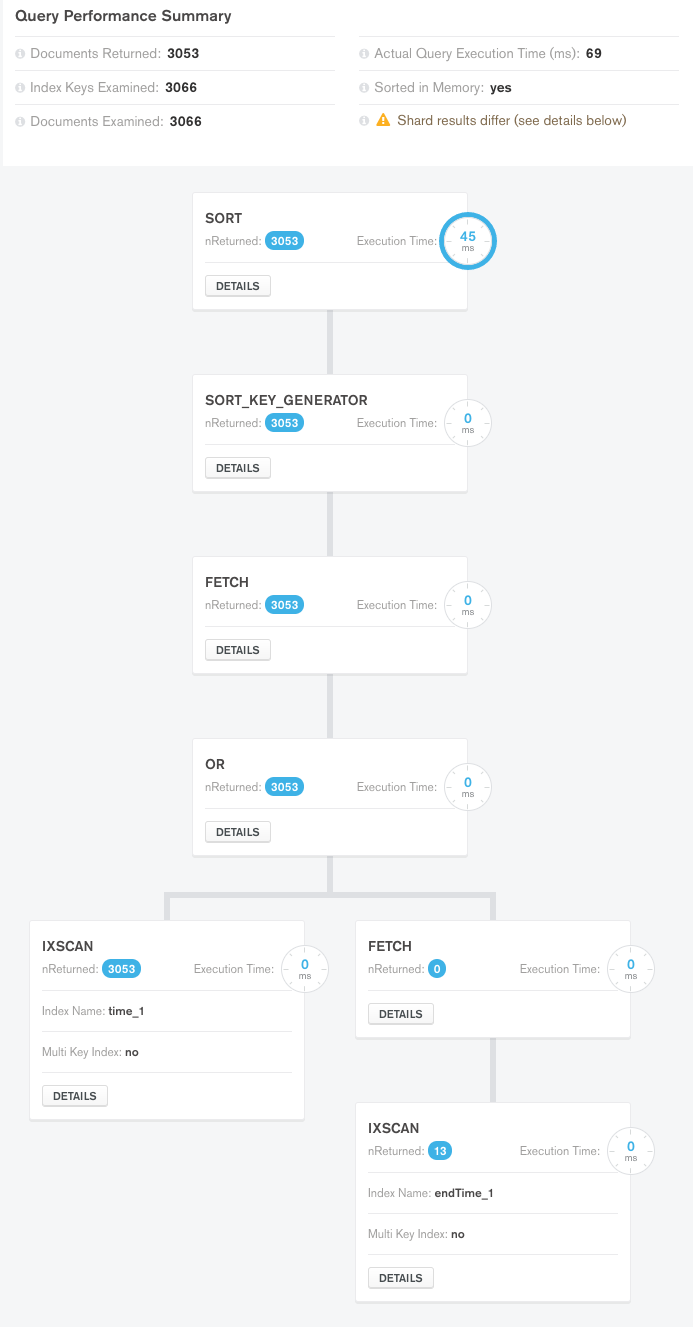 Query Performance Summary
Documents Returned: 3053
Actual Query Execution Time (ms): 69
Index Keys Examined: 3066
Sorted in Memory: yes
Documents Examined: 3066
Shard results differ (see details below)
SORT
nReturned: 3053 Execution Time: 45 ms
DETAILS
SORT_KEY_GENERATOR
nReturned: 3053 Execution Time: 0 ms
DETAILS
FETCH
nReturned: 3053 Execution Time: 0 ms
DETAILS
OR
nReturned: 3053 Execution Time: 0 ms
DETAILS
IXSCAN
nReturned: 3053 Execution Time: 0 ms
Index Name: time_1
Multi Key Index: no
DETAILS
FETCH
nReturned: 0 Execution Time: 0 ms
DETAILS
IXSCAN
nReturned: 13 Execution Time: 0 ms
Index Name: endTime_1
Multi Key Index: no
DETAILS